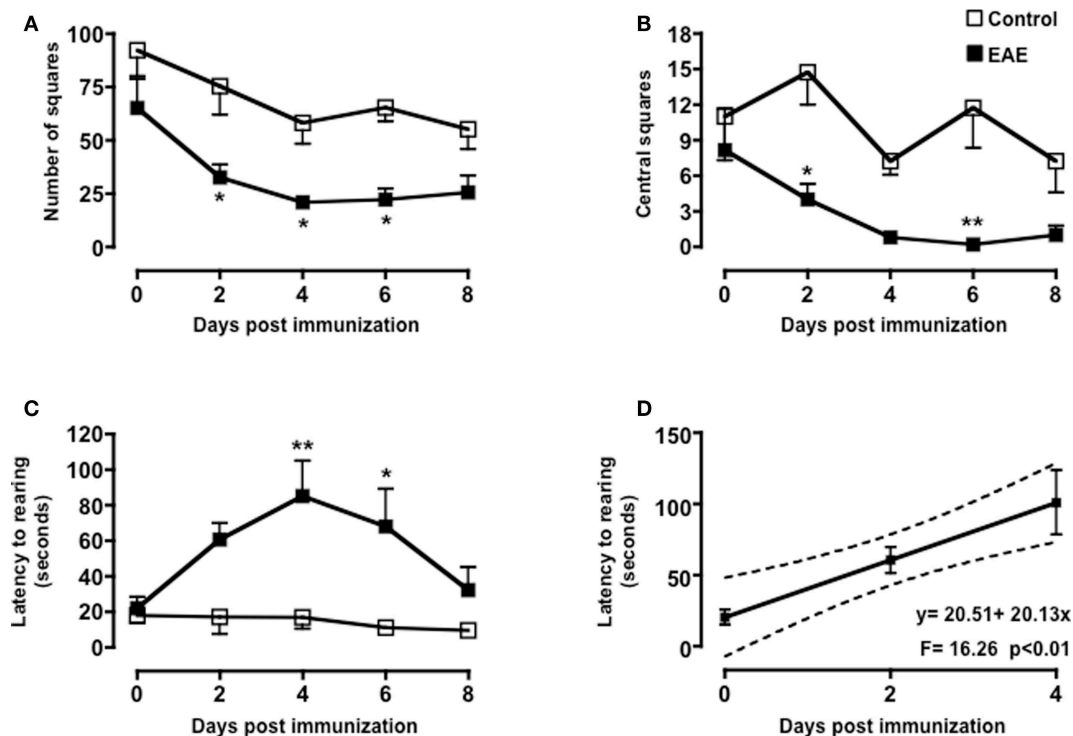 A
Number of squares
100
75
50
25
0
*
*
*
0 2 4 6 8
Days post immunization
B
Central squares
18
15
12
9
6
3
0
*
**
0 2 4 6 8
Days post immunization
Control
EAE
C
Latency to rearing
(seconds)
120
100
80
60
40
20
0
**
*
0 2 4 6 8
Days post immunization
D
Latency to rearing
(seconds)
150
100
50
0
y= 20.51+ 20.13x
F= 16.26 p<0.01
0 2 4
Days post immunization